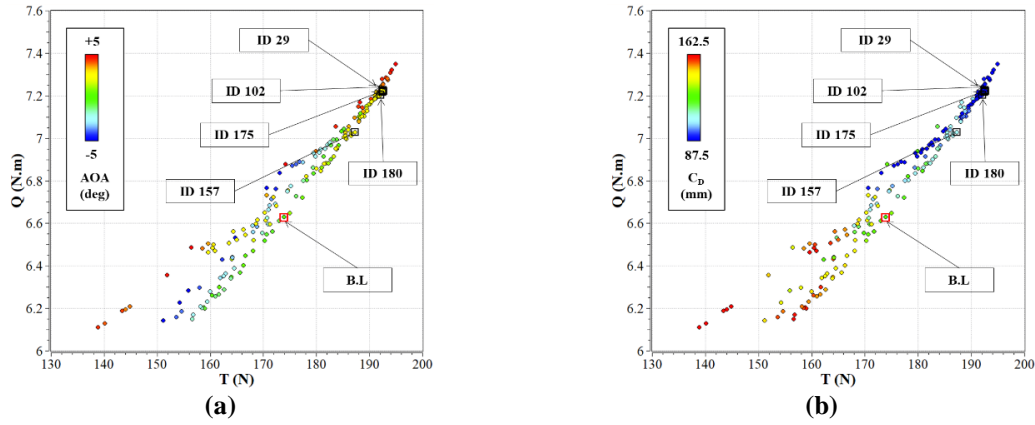 7.6
7.4
7.2
7
6.8
6.6
6.4
6.2
6
Q (N.m)
+5
-5
AOA
(deg)
ID 29
ID 102
ID 175
ID 157
ID 180
B.L
130 140 150 160 170 180 190 200
T (N)
(a)
7.6
7.4
7.2
7
6.8
6.6
6.4
6.2
6
Q (N.m)
162.5
87.5
C_D
(mm)
ID 29
ID 102
ID 175
ID 157
ID 180
B.L
130 140 150 160 170 180 190 200
T (N)
(b)